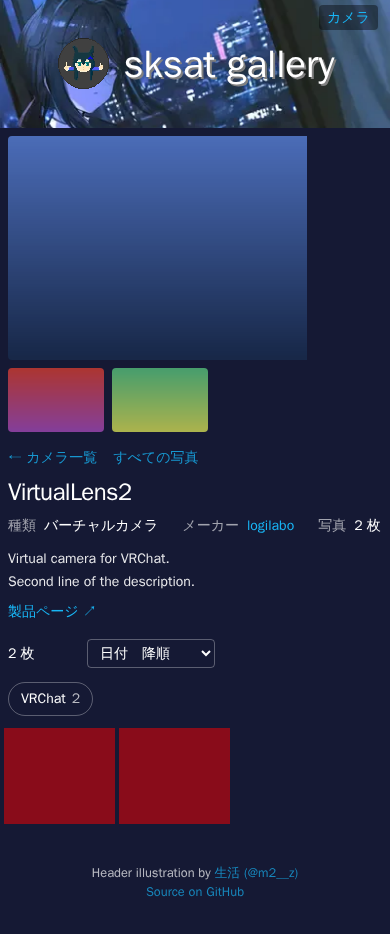 カメラ
sksat gallery
← カメラ一覧 すべての写真
VirtualLens2
種類 バーチャルカメラ メーカー logilabo 写真 2 枚
Virtual camera for VRChat.
Second line of the description.
製品ページ ↗
2 枚 日付 降順
VRChat 2
Header illustration by 生活 (@m2__z)
Source on GitHub